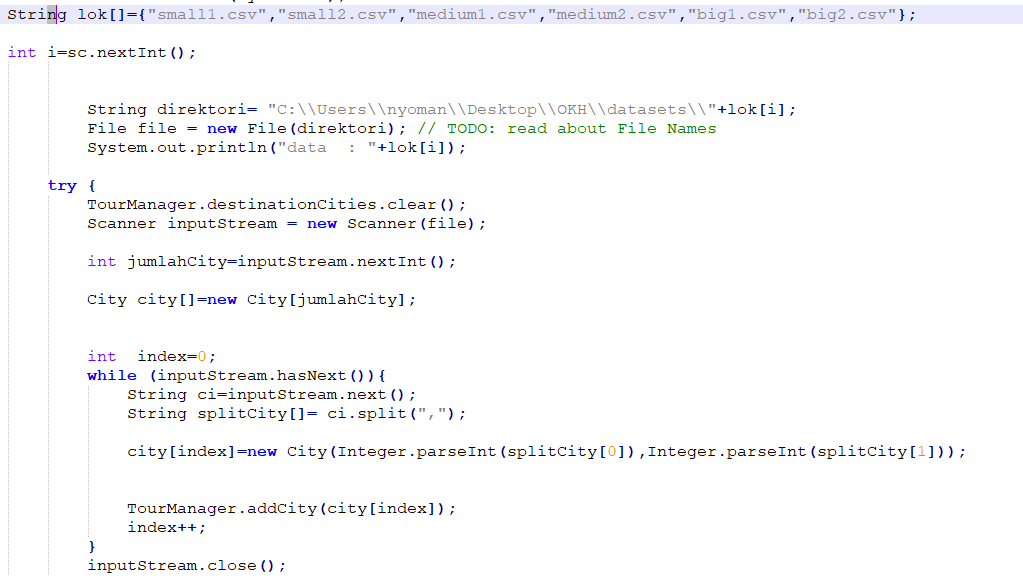 String lok[]={"small1.csv","small2.csv","medium1.csv","medium2.csv","big1.csv","big2.csv"};
int i=sc.nextInt();
String direktori= "C:\\Users\\nyoman\\Desktop\\OKH\\datasets\\"+lok[i];
File file = new File(direktori); // TODO: read about File Names
System.out.println("data  : "+lok[i]);
try {
TourManager.destinationCities.clear();
Scanner inputStream = new Scanner(file);
int jumlahCity=inputStream.nextInt();
City city[]=new City[jumlahCity];
int  index=0;
while (inputStream.hasNext()){
String ci=inputStream.next();
String splitCity[]= ci.split(",");
city[index]=new City(Integer.parseInt(splitCity[0]),Integer.parseInt(splitCity[1]));
TourManager.addCity(city[index]);
index++;
}
inputStream.close();